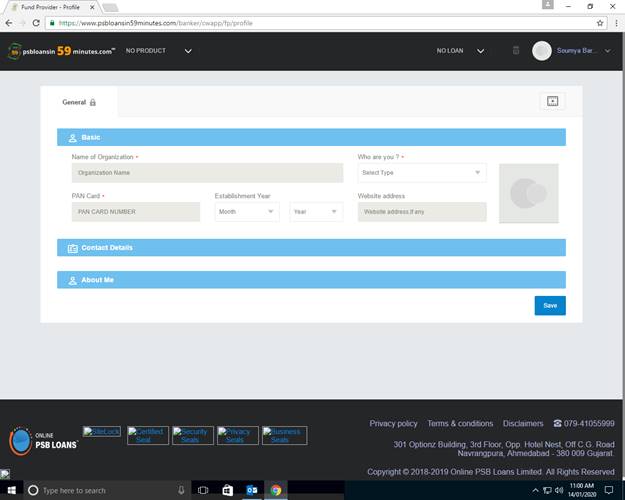 Fund Provider - Profile
https://www.psbloansin59minutes.com/banker/cwapp/fp/profile
psbloansin 59 minutes.com
NO PRODUCT
NO LOAN
Soumya Bar...
General
Basic
Name of Organization *
Who are you ? *
Organization Name
Select Type
PAN Card *
Establishment Year
Website address
PAN CARD NUMBER
Month
Year
Website address,If any
Contact Details
About Me
Save
ONLINE
PSB LOANS
SiteLock
Certified Seal
Security Seals
Privacy Seals
Business Seals
Privacy policy Terms & conditions Disclaimers 079-41055999
301 Optionz Building, 3rd Floor, Opp. Hotel Nest, Off C.G. Road
Navrangpura, Ahmedabad - 380 009 Gujarat.
Copyright © 2018-2019 Online PSB Loans Limited. All Rights Reserved
Type here to search
11:00 AM
14/01/2020